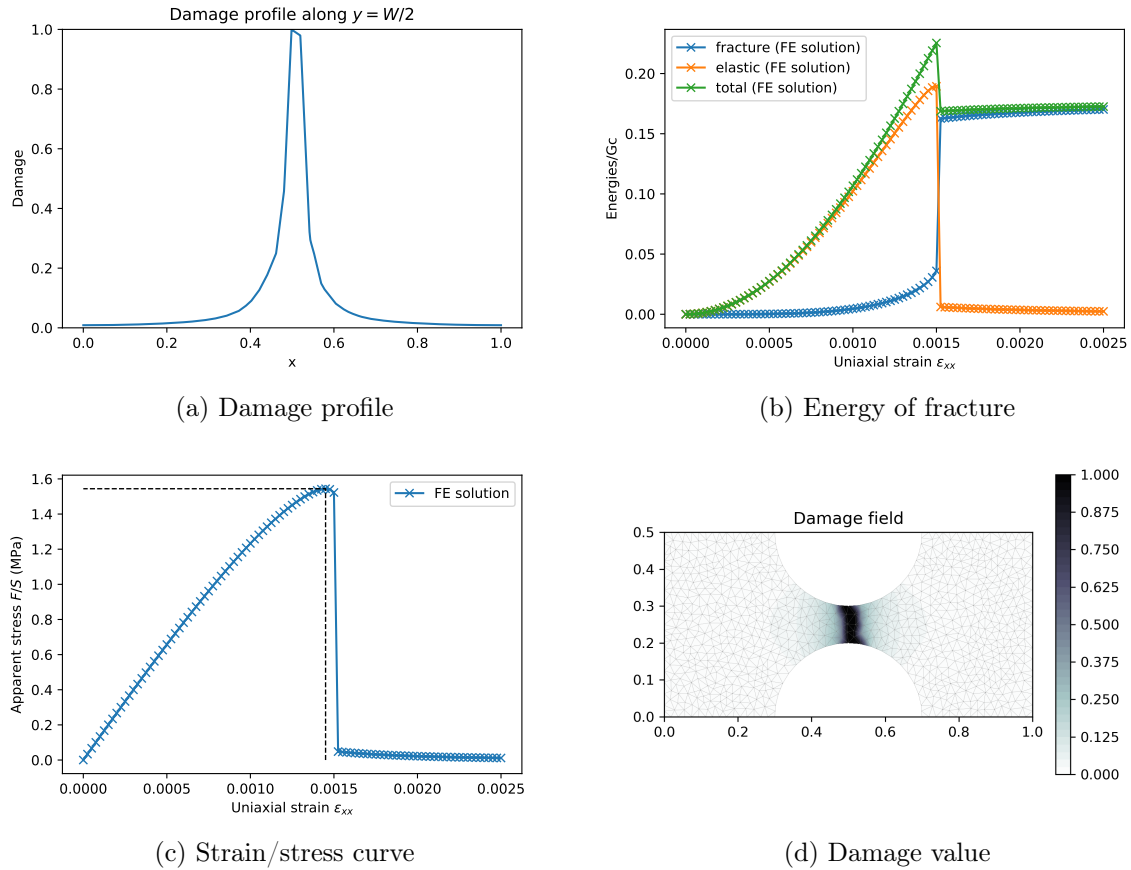 Damage profile along y = W/2
Damage
1.0
0.8
0.6
0.4
0.2
0.0
0.0 0.2 0.4 0.6 0.8 1.0
x
(a) Damage profile
Energies/Gc
0.20
0.15
0.10
0.05
0.00
fracture (FE solution)
elastic (FE solution)
total (FE solution)
0.0000 0.0005 0.0010 0.0015 0.0020 0.0025
Uniaxial strain εxx
(b) Energy of fracture
Apparent stress F/S (MPa)
1.6
1.4
1.2
1.0
0.8
0.6
0.4
0.2
0.0
FE solution
0.0000 0.0005 0.0010 0.0015 0.0020 0.0025
Uniaxial strain εxx
(c) Strain/stress curve
Damage field
0.5
0.4
0.3
0.2
0.1
0.0
0.0 0.2 0.4 0.6 0.8 1.0
1.000
0.875
0.750
0.625
0.500
0.375
0.250
0.125
0.000
(d) Damage value